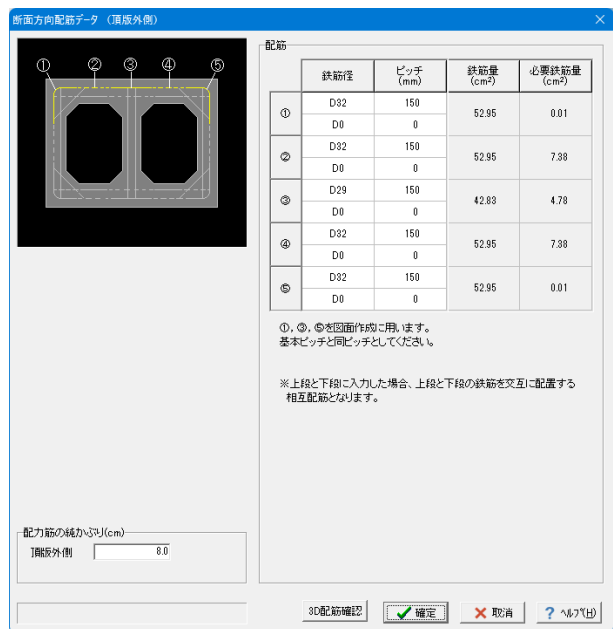 断面方向配筋データ （頂版外側）
① ② ③ ④ ⑤
配筋
鉄筋径 ピッチ (mm) 鉄筋量 (cm²) 必要鉄筋量 (cm²)
① D32 150 52.95 0.01
D0 0
② D32 150 52.95 7.38
D0 0
③ D29 150 42.83 4.78
D0 0
④ D32 150 52.95 7.38
D0 0
⑤ D32 150 52.95 0.01
D0 0
①, ③, ⑤を図面作成に用います。
基本ピッチと同ピッチとしてください。
※上段と下段に入力した場合、上段と下段の鉄筋を交互に配置する
相互配筋となります。
配力筋の純かぶり(cm)
頂版外側 8.0
3D配筋確認 確定 取消 ? ヘルプ(H)